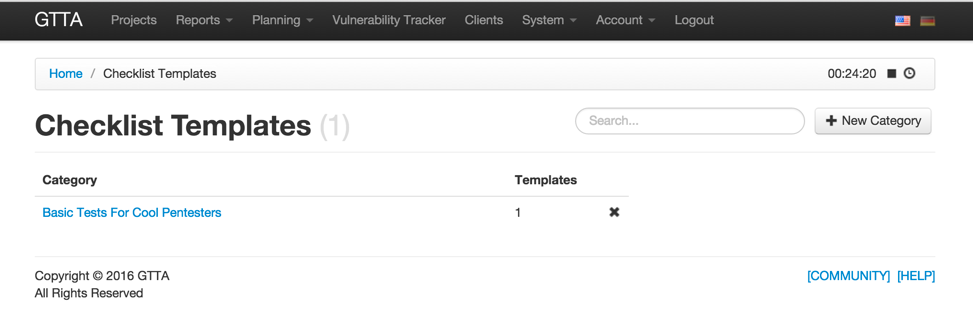 GTTA Projects Reports Planning Vulnerability Tracker Clients System Account Logout
Home / Checklist Templates 00:24:20
Checklist Templates (1) Search... + New Category
Category Templates
Basic Tests For Cool Pentesters 1
Copyright © 2016 GTTA [COMMUNITY] [HELP]
All Rights Reserved